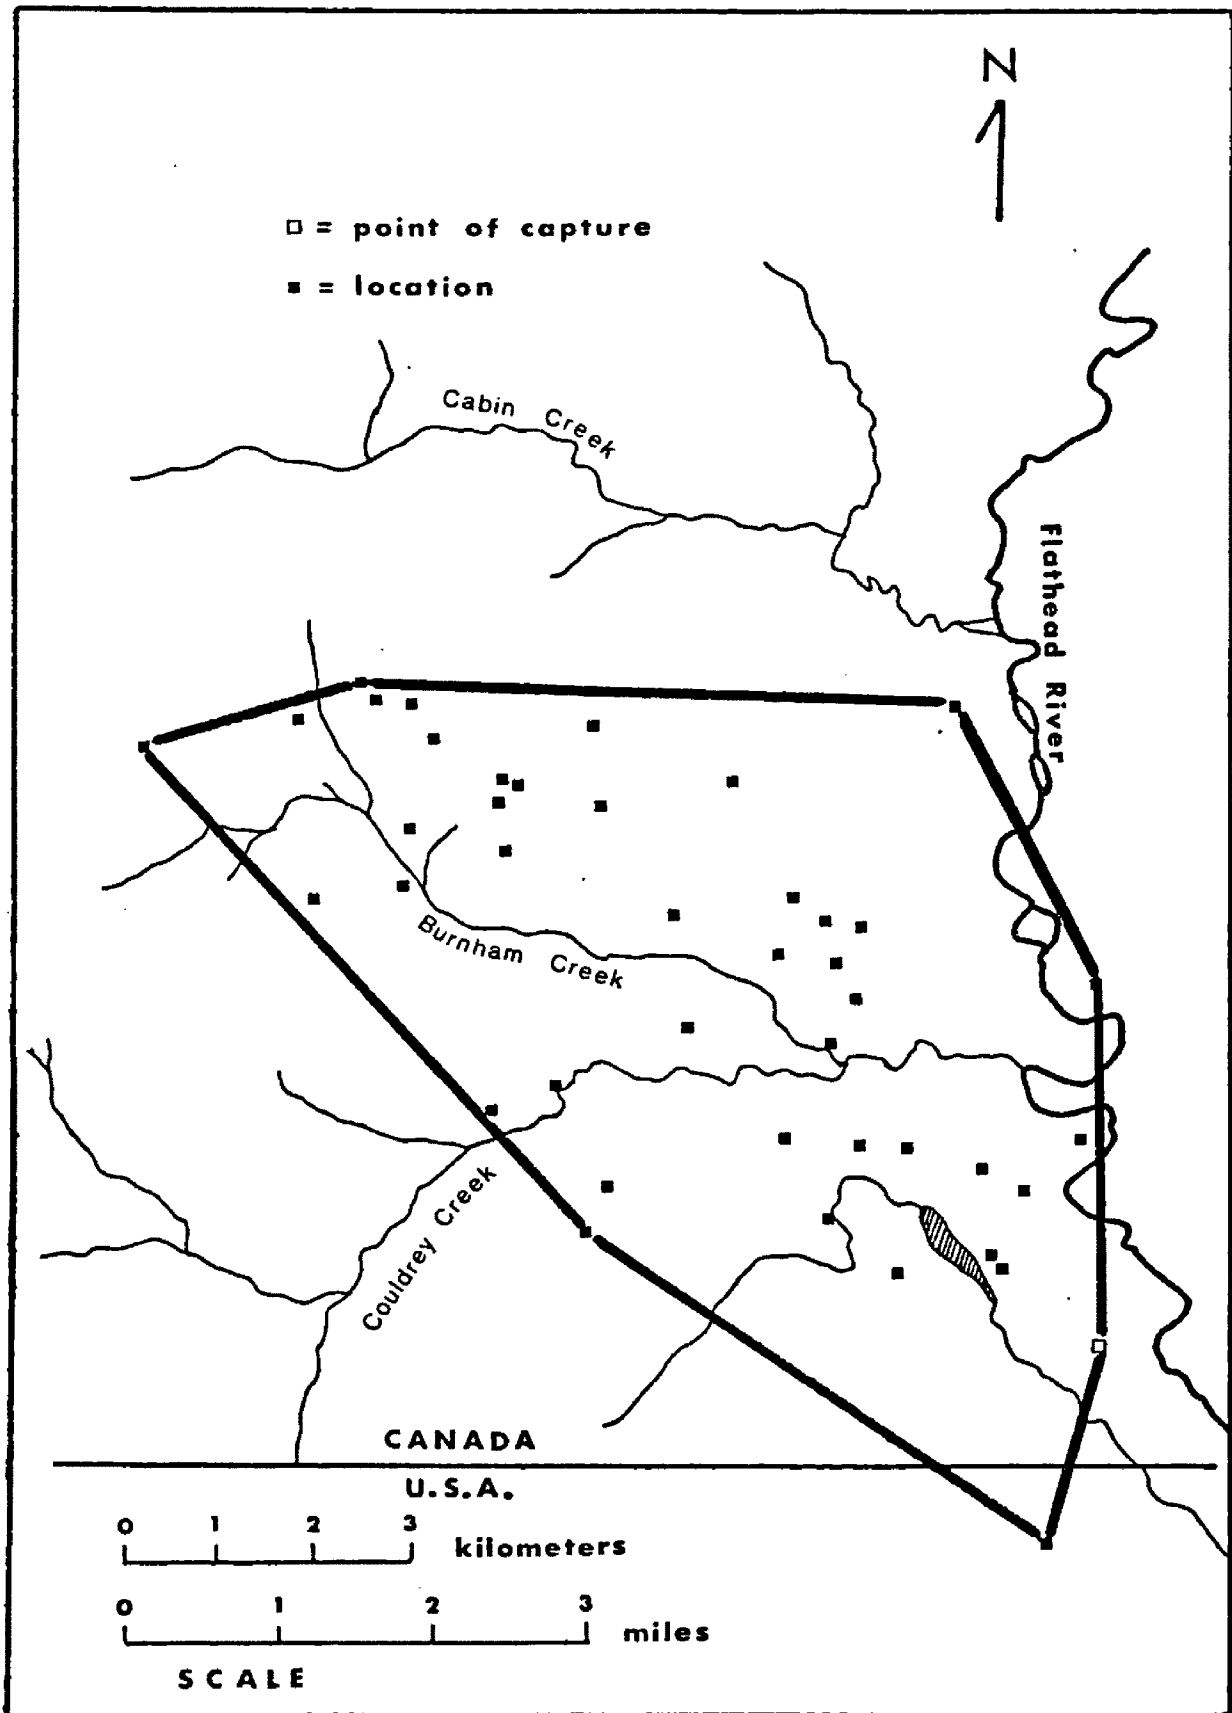 N
□ = point of capture
■ = location
Cabin Creek
Flathead River
Burnham Creek
Couldrey Creek
CANADA
U.S.A.
0 1 2 3 kilometers
0 1 2 3 miles
SCALE